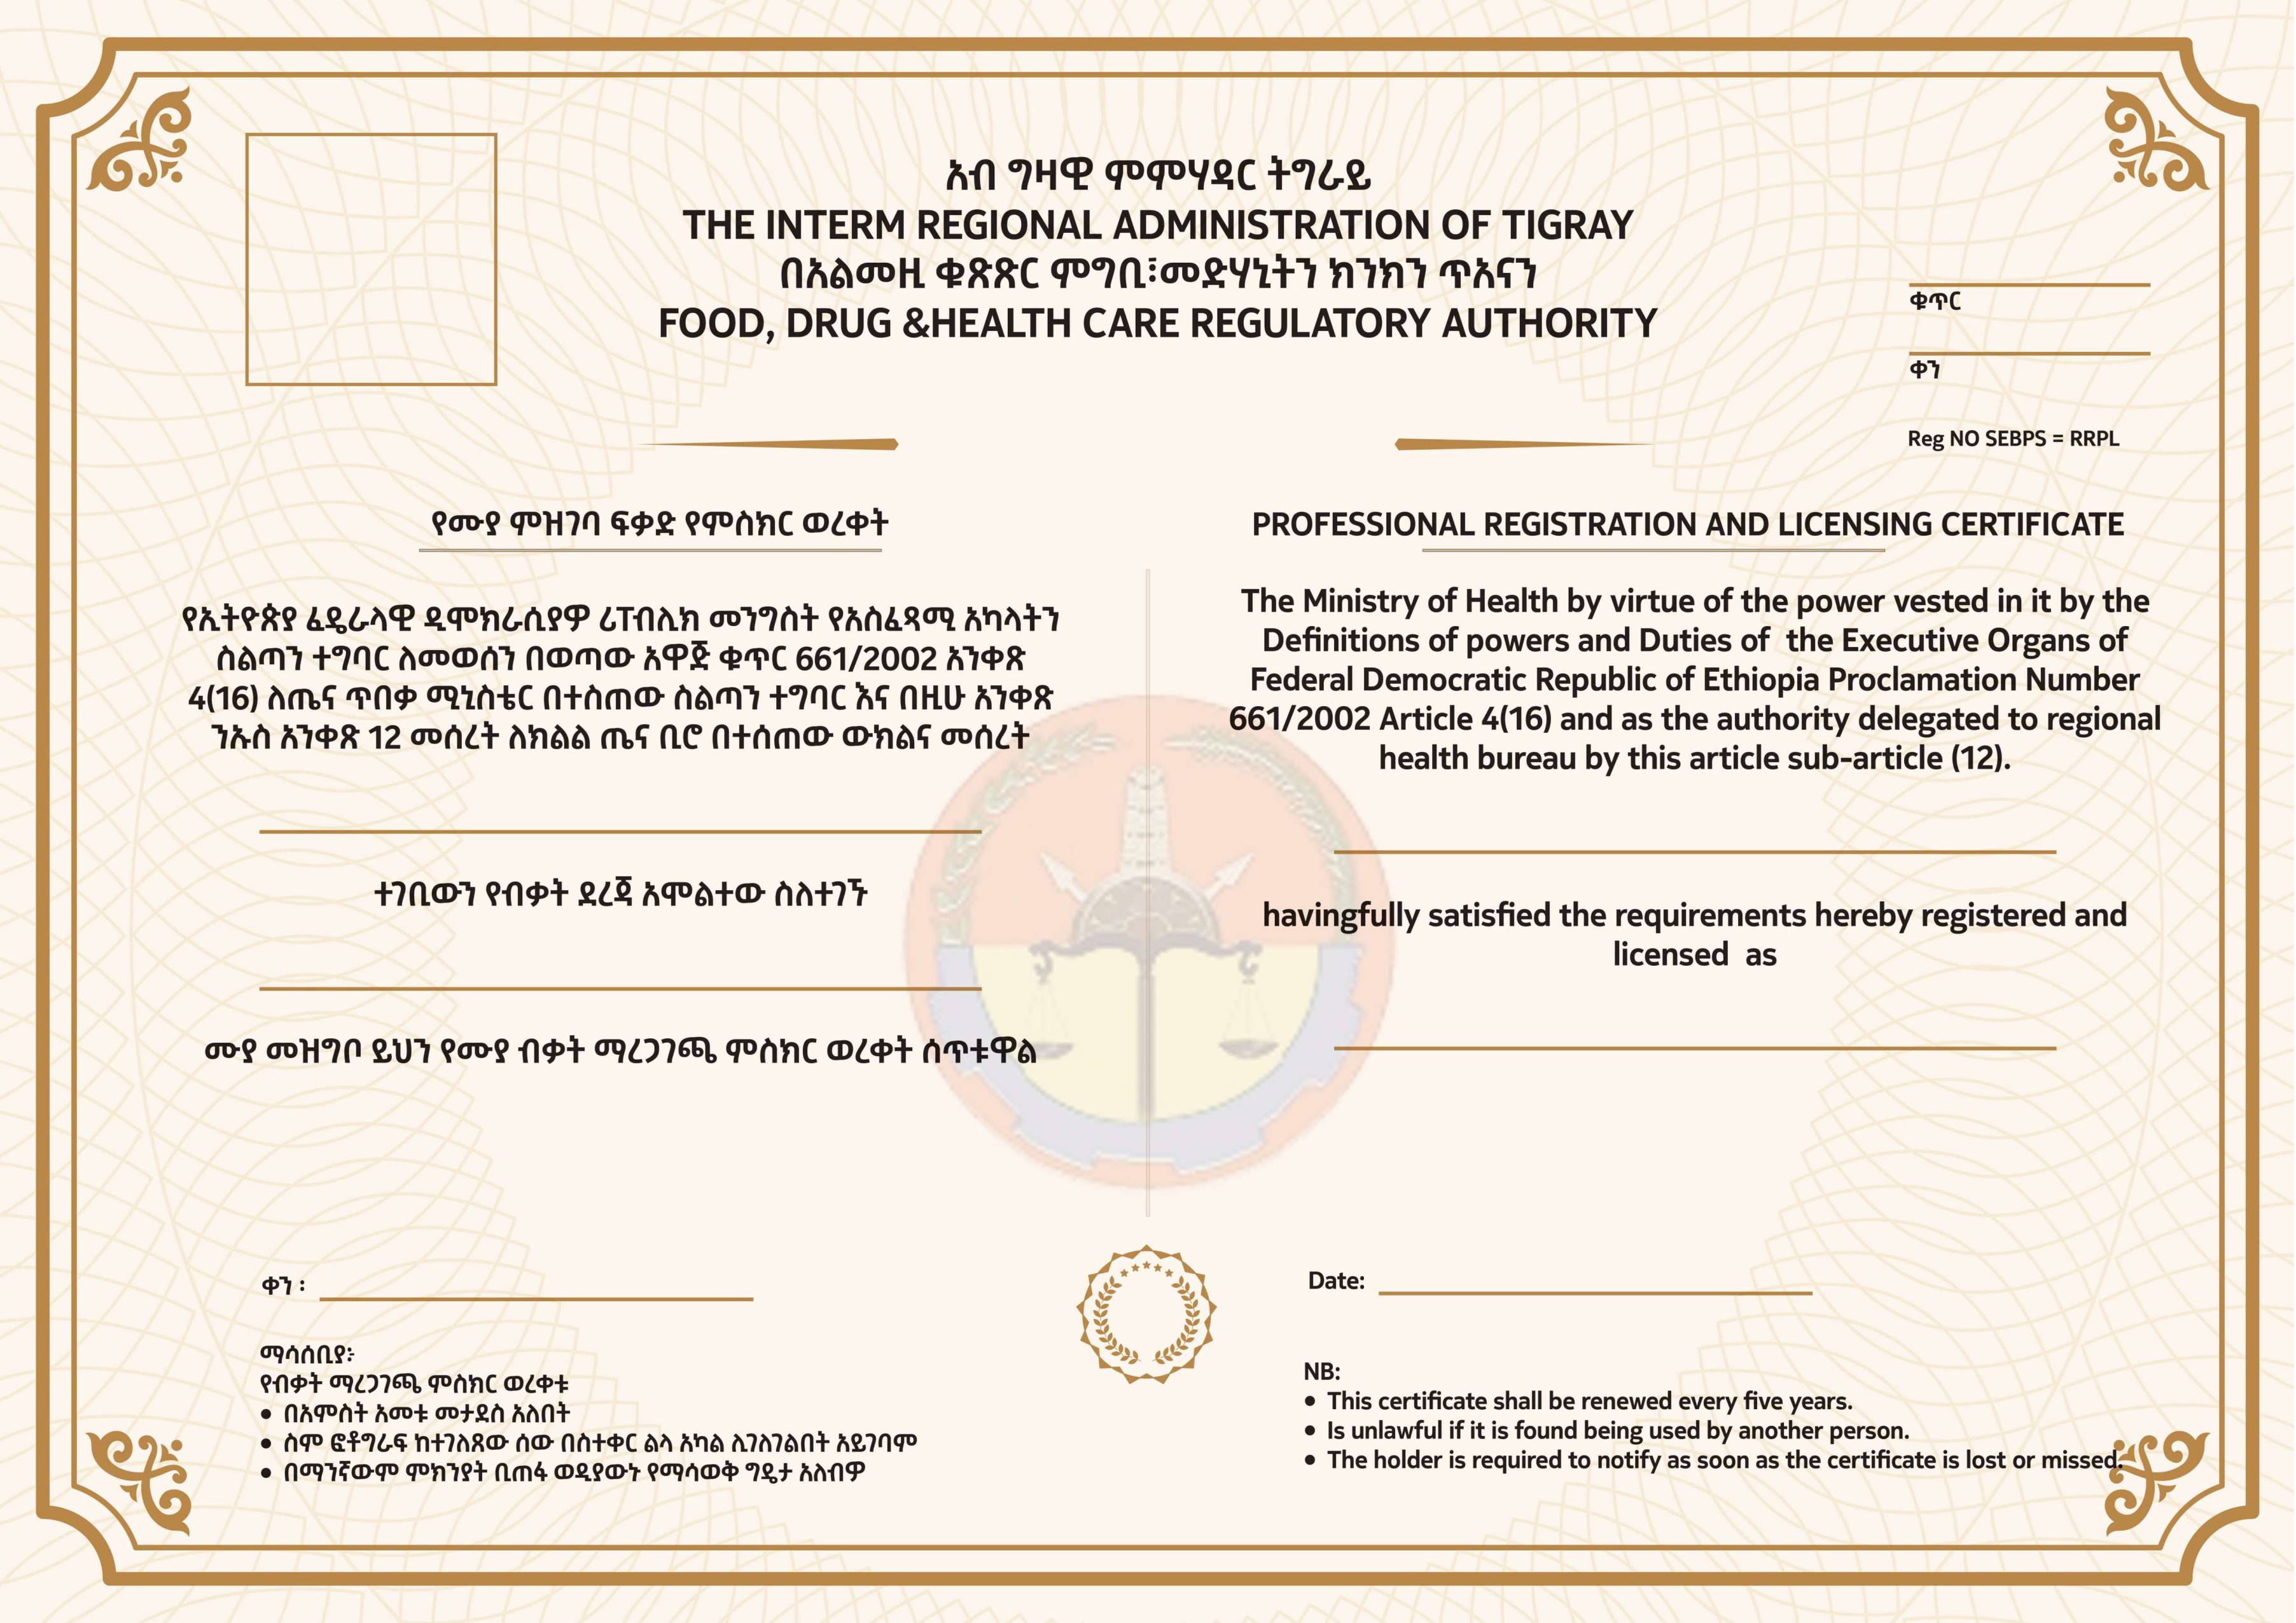 አብ ግዛዊ ምምሃዳር ትግራይ
THE INTERM REGIONAL ADMINISTRATION OF TIGRAY
በአልመዚ ቁጽጽር ምግቢ፣መድሃኒትን ክንክን ጥአናን
FOOD, DRUG &HEALTH CARE REGULATORY AUTHORITY
ቁጥር
ቀን
Reg NO SEBPS = RRPL
የሙያ ምዝገባ ፍቃድ የምስክር ወረቀት
የኢትዮጵያ ፈዴራላዊ ዲሞክራሲያዎ ሪፐብሊክ መንግስት የአስፈጻሚ አካላትን
ስልጣን ተግባር ለመወሰን በወጣው አዋጅ ቁጥር 661/2002 አንቀጽ
4(16) ለጤና ጥበቃ ሚኒስቴር በተስጠው ስልጣን ተግባር እና በዚሁ አንቀጽ
ንኡስ አንቀጽ 12 መሰረት ለክልል ጤና ቢሮ በተሰጠው ውክልና መሰረት
ተገቢውን የብቃት ደረጃ አሞልተው ስለተገኙ
ሙያ መዝግቦ ይህን የሙያ ብቃት ማረጋገጫ ምስክር ወረቀት ሰጥቱዋል
ቀን ፡
ማሳሰቢያ፦
የብቃት ማረጋገጫ ምስክር ወረቀቱ
• በአምስት አመቱ መታደስ አለበት
• ስም ፎቶግራፍ ከተገለጸው ሰው በስተቀር ልላ አካል ሊገለገልበት አይገባም
• በማንኛውም ምክንያት ቢጠፋ ወዲያውኑ የማሳወቅ ግዴታ አለብዎ
PROFESSIONAL REGISTRATION AND LICENSING CERTIFICATE
The Ministry of Health by virtue of the power vested in it by the
Definitions of powers and Duties of the Executive Organs of
Federal Democratic Republic of Ethiopia Proclamation Number
661/2002 Article 4(16) and as the authority delegated to regional
health bureau by this article sub-article (12).
havingfully satisfied the requirements hereby registered and
licensed as
Date:
NB:
• This certificate shall be renewed every five years.
• Is unlawful if it is found being used by another person.
• The holder is required to notify as soon as the certificate is lost or missed.